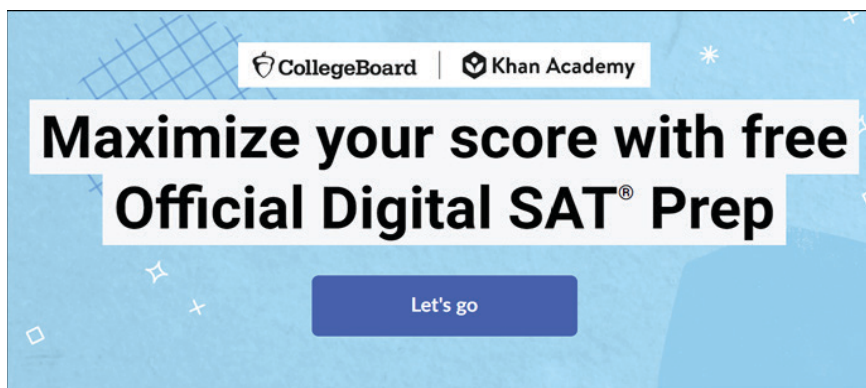 CollegeBoard | Khan Academy
Maximize your score with free
Official Digital SAT® Prep
Let's go